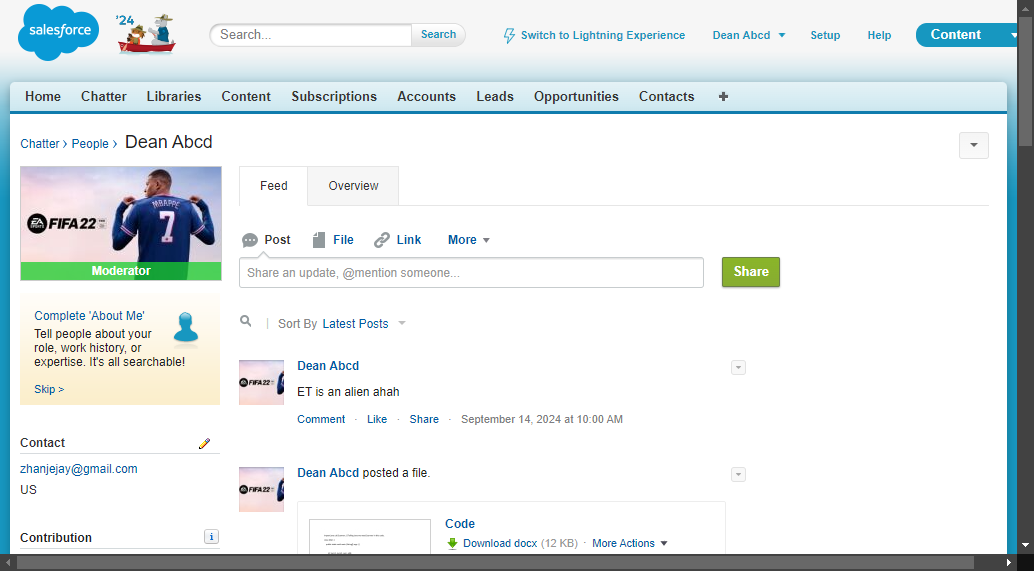 salesforce
'24
Search...
Search
Switch to Lightning Experience
Dean Abcd
Setup
Help
Content
Home
Chatter
Libraries
Content
Subscriptions
Accounts
Leads
Opportunities
Contacts
Chatter › People › Dean Abcd
MBAPPÉ
7
EA
SPORTS
FIFA 22
Moderator
Complete 'About Me'
Tell people about your
role, work history, or
expertise. It's all searchable!
Skip >
Contact
zhanjejay@gmail.com
US
Contribution
i
Feed
Overview
Post
File
Link
More
Share an update, @mention someone...
Share
Sort By Latest Posts
FIFA 22
Dean Abcd
ET is an alien ahah
Comment · Like · Share · September 14, 2024 at 10:00 AM
FIFA 22
Dean Abcd posted a file.
Code
Download docx (12 KB) · More Actions